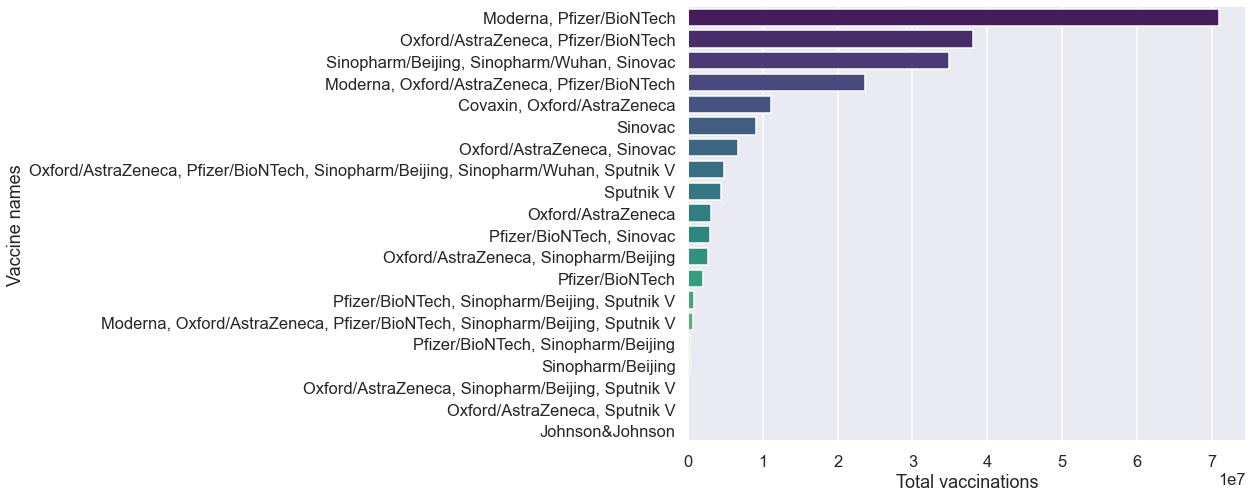 Moderna, Pfizer/BioNTech
Oxford/AstraZeneca, Pfizer/BioNTech
Sinopharm/Beijing, Sinopharm/Wuhan, Sinovac
Moderna, Oxford/AstraZeneca, Pfizer/BioNTech
Covaxin, Oxford/AstraZeneca
Sinovac
Oxford/AstraZeneca, Sinovac
Oxford/AstraZeneca, Pfizer/BioNTech, Sinopharm/Beijing, Sinopharm/Wuhan, Sputnik V
Sputnik V
Oxford/AstraZeneca
Pfizer/BioNTech, Sinovac
Oxford/AstraZeneca, Sinopharm/Beijing
Pfizer/BioNTech
Pfizer/BioNTech, Sinopharm/Beijing, Sputnik V
Moderna, Oxford/AstraZeneca, Pfizer/BioNTech, Sinopharm/Beijing, Sputnik V
Pfizer/BioNTech, Sinopharm/Beijing
Sinopharm/Beijing
Oxford/AstraZeneca, Sinopharm/Beijing, Sputnik V
Oxford/AstraZeneca, Sputnik V
Johnson&Johnson
Vaccine names
0 1 2 3 4 5 6 7
1e7
Total vaccinations